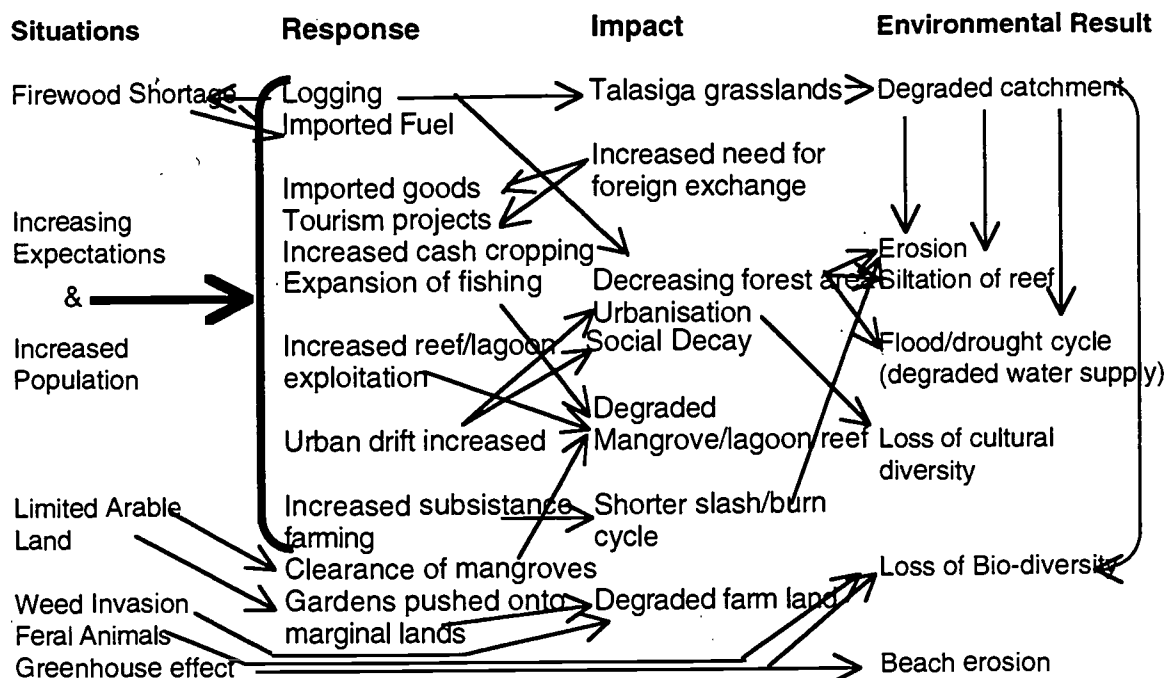 Situations
Response
Impact
Environmental Result
Firewood Shortage
Logging
Imported Fuel
Talasiga grasslands
Degraded catchment
Increased need for
foreign exchange
Imported goods
Tourism projects
Increased cash cropping
Expansion of fishing
Increasing
Expectations
&
Increased
Population
Decreasing forest area
Urbanisation
Social Decay
Erosion
Siltation of reef
Flood/drought cycle
(degraded water supply)
Increased reef/lagoon
exploitation
Urban drift increased
Degraded
Mangrove/lagoon reef
Loss of cultural
diversity
Limited Arable
Land
Increased subsistance
farming
Shorter slash/burn
cycle
Clearance of mangroves
Gardens pushed onto
marginal lands
Degraded farm land
Loss of Bio-diversity
Weed Invasion
Feral Animals
Greenhouse effect
Beach erosion